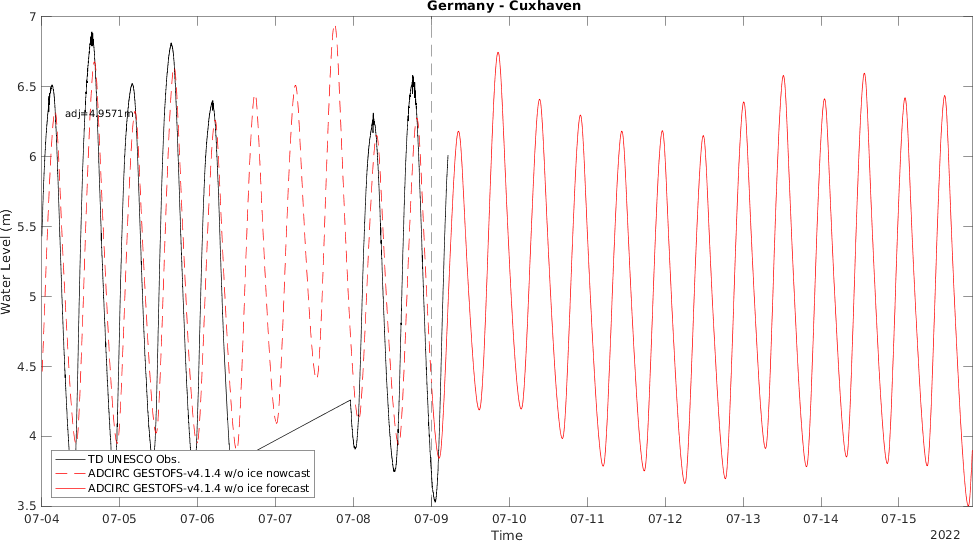 Germany - Cuxhaven
7
6.5
adj=4.9571m
6
5.5
Water Level (m)
5
4.5
4
3.5
TD UNESCO Obs.
ADCIRC GESTOFS-v4.1.4 w/o ice nowcast
ADCIRC GESTOFS-v4.1.4 w/o ice forecast
07-04 07-05 07-06 07-07 07-08 07-09 07-10 07-11 07-12 07-13 07-14 07-15
Time
2022